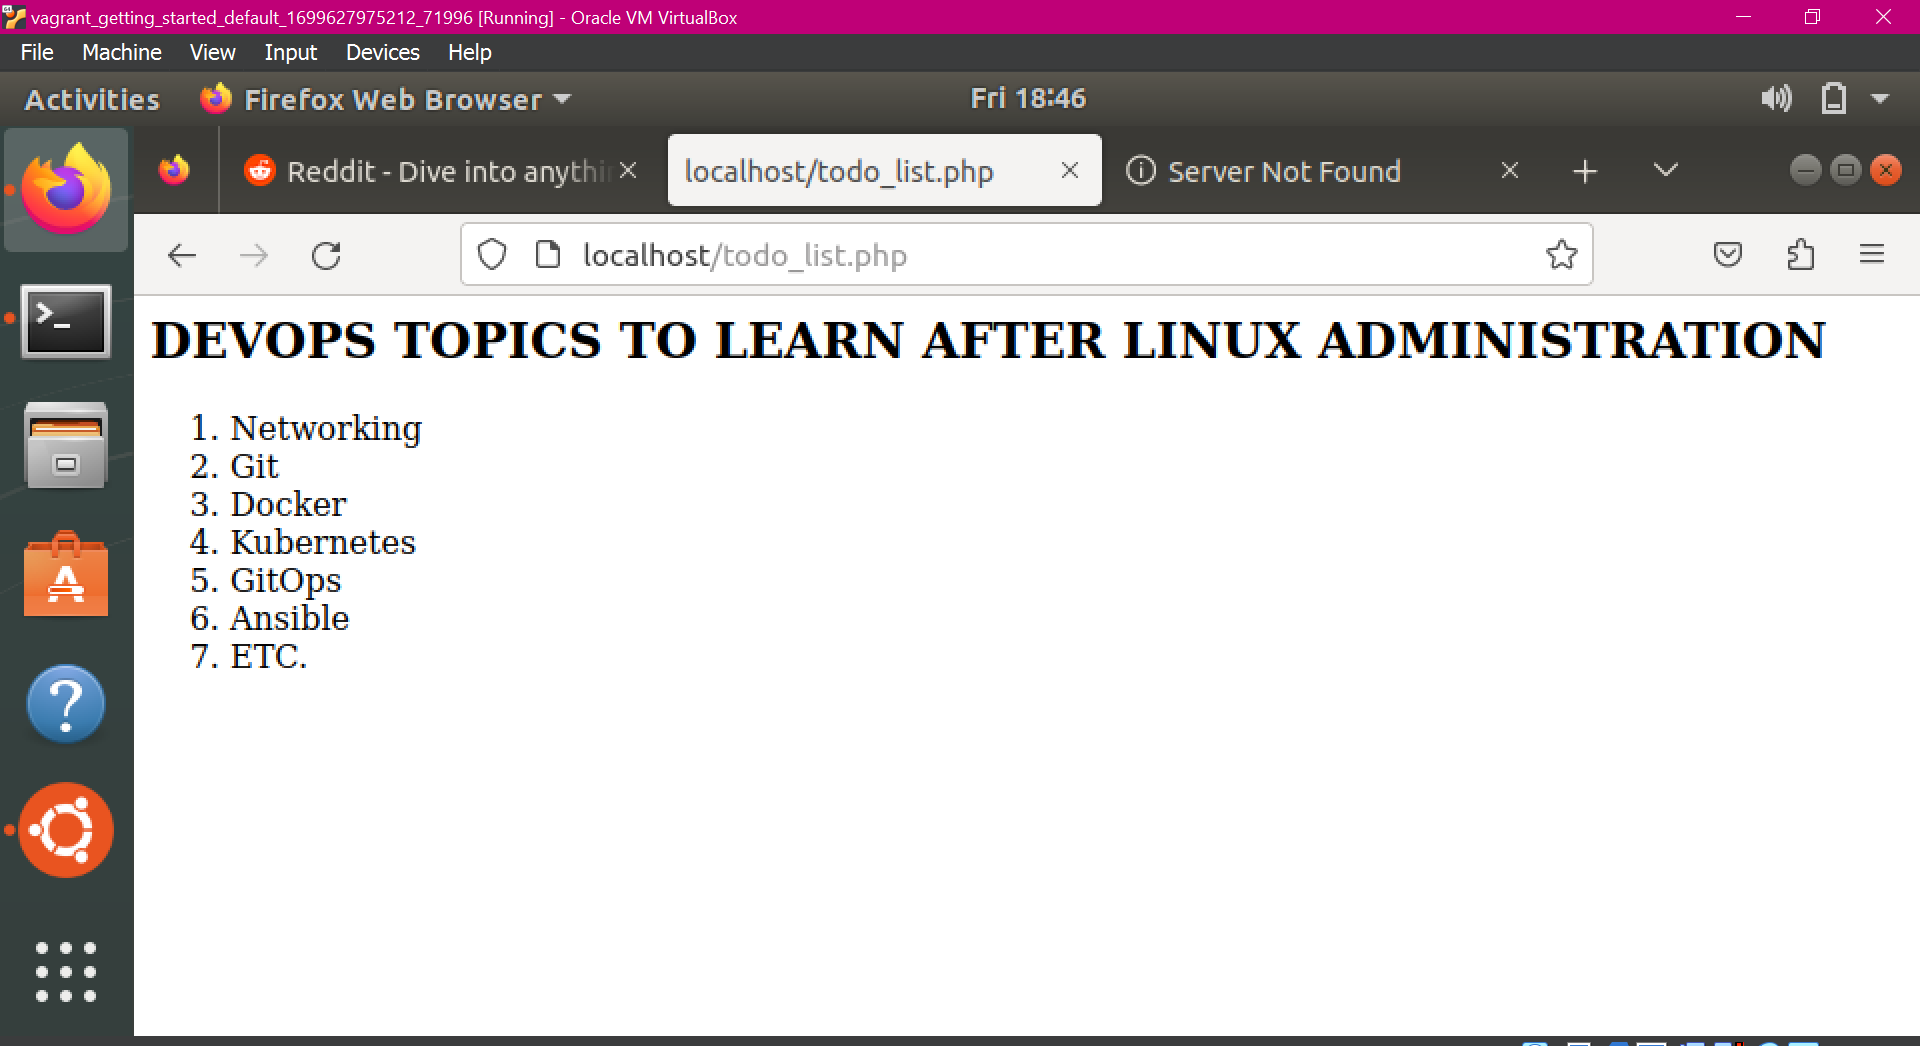 vagrant_getting_started_default_1699627975212_71996 [Running] - Oracle VM VirtualBox
File Machine View Input Devices Help
Activities Firefox Web Browser Fri 18:46
Reddit - Dive into anythin localhost/todo_list.php Server Not Found
localhost/todo_list.php
DEVOPS TOPICS TO LEARN AFTER LINUX ADMINISTRATION
1. Networking
2. Git
3. Docker
4. Kubernetes
5. GitOps
6. Ansible
7. ETC.